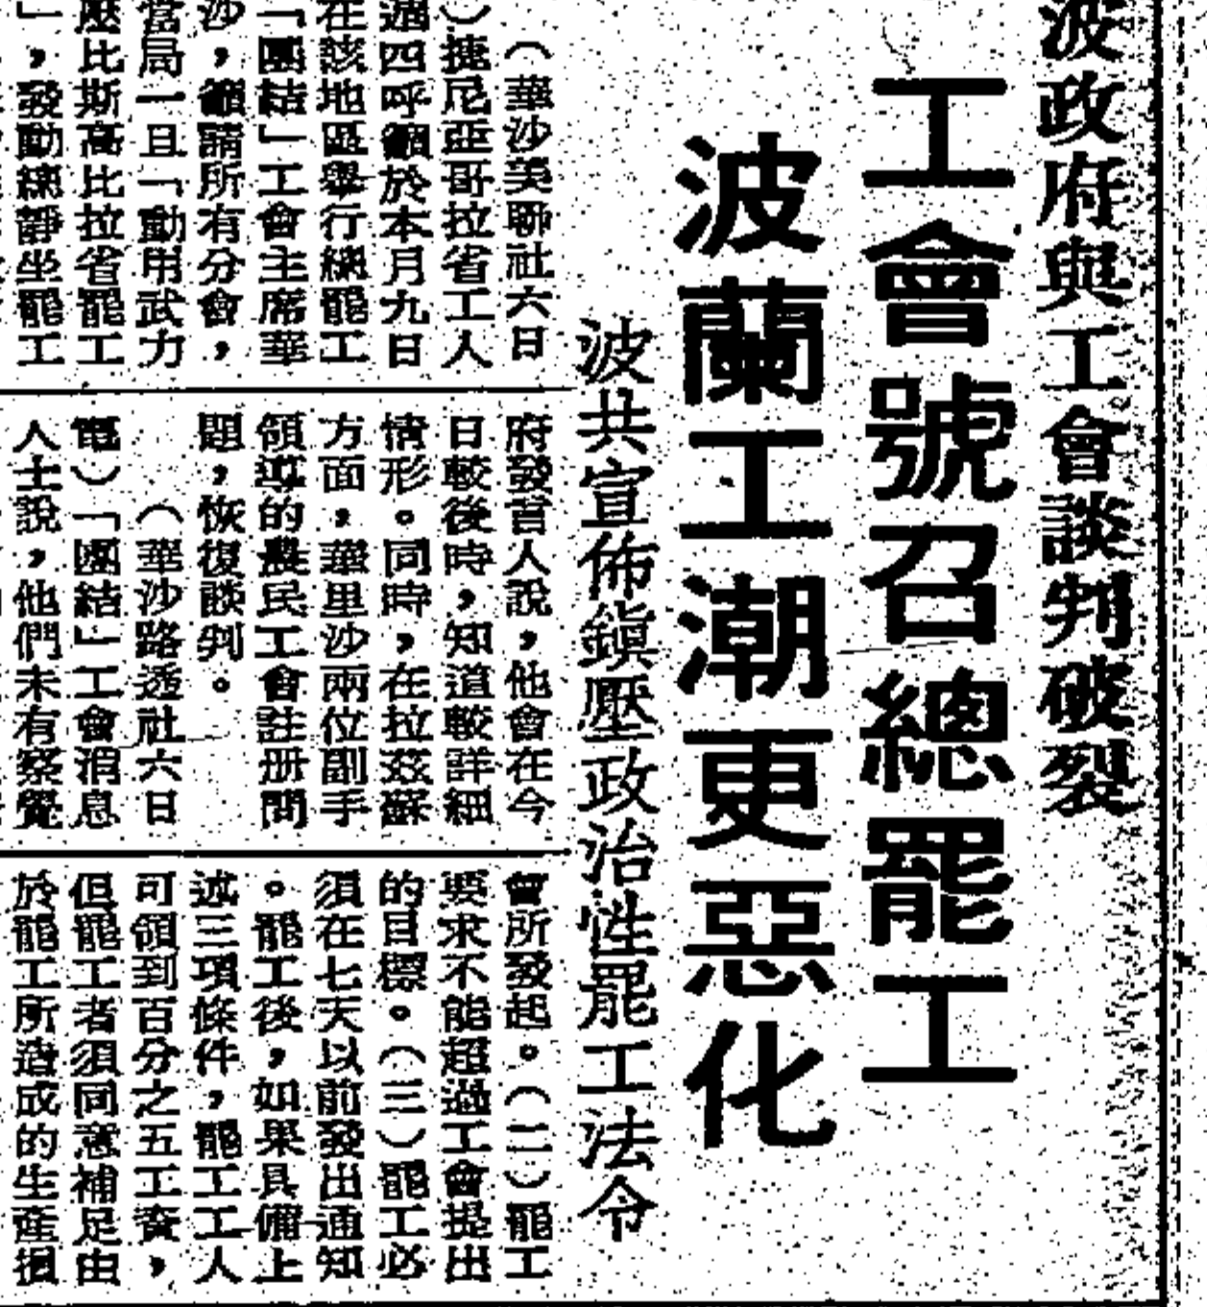 波政府與工會談判破裂
工會號召總罷工
波蘭工潮更惡化
波共宣佈鎮壓政治性罷工法令
（華沙美聯社六日
）捷尼亞哥拉省工人
週四呼籲於本月九日
在該地區舉行總罷工
「團結」工會主席華
沙，籲請所有分會，
當局一旦「動用武力
壓比斯高比拉省罷工
」，發動總靜坐罷工
府發言人說，他會在今
日較後時，知道較詳細
情形。同時，在拉茲蘇
方面，華里沙兩位副手
領導的農民工會註册問
題，恢復談判。
（華沙路透社六日
電）「團結」工會消息
人士說，他們未有察覺
會所發起。（二）罷工
要求不能超過工會提出
的目標。（三）罷工必
須在七天以前發出通知
。罷工後，如果具備上
述三項條件，罷工工人
可領到百分之五工資，
但罷工者須同意補足由
於罷工所造成的生產損